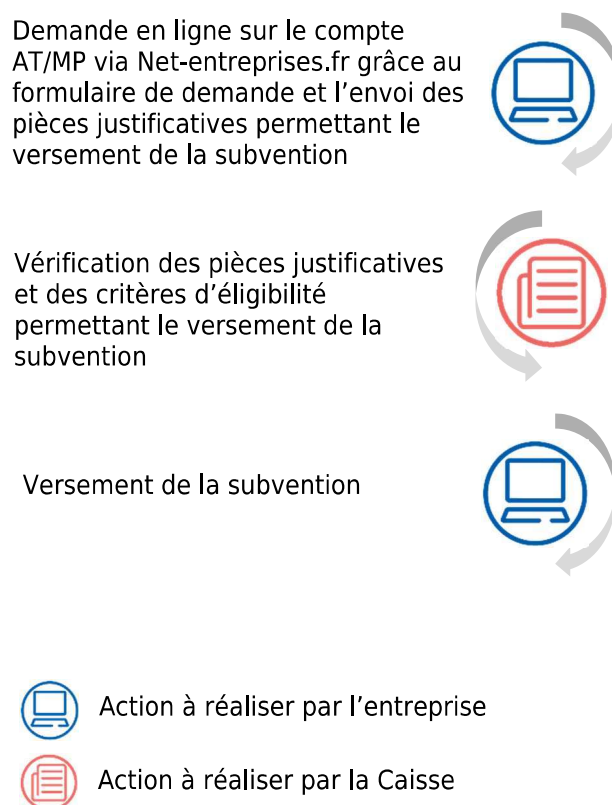 Demande en ligne sur le compte
AT/MP via Net-entreprises.fr grâce au
formulaire de demande et l’envoi des
pièces justificatives permettant le
versement de la subvention
Vérification des pièces justificatives
et des critères d’éligibilité
permettant le versement de la
subvention
Versement de la subvention
Action à réaliser par l’entreprise
Action à réaliser par la Caisse